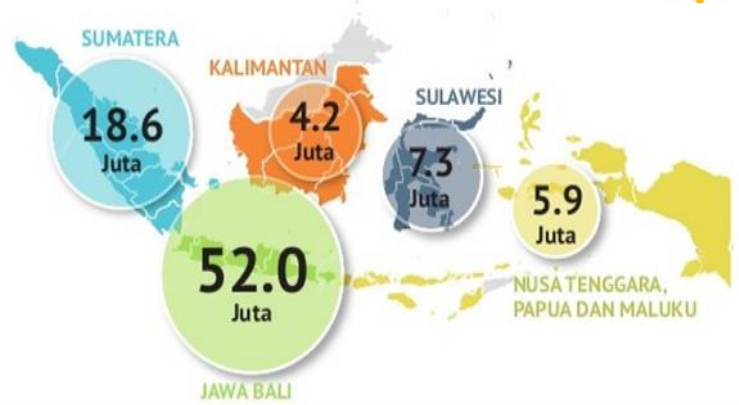 SUMATERA
18.6
Juta
KALIMANTAN
4.2
Juta
SULAWESI
7.3
Juta
5.9
Juta
NUSA TENGGARA,
PAPUA DAN MALUKU
52.0
Juta
JAWA BALI